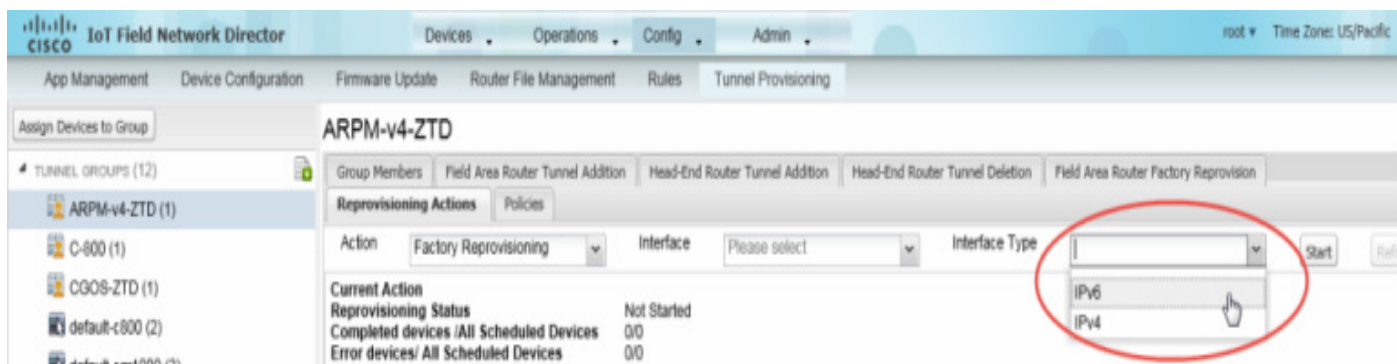 CISCO IoT Field Network Director Devices Operations Config Admin root Time Zone: US/Pacific
App Management Device Configuration Firmware Update Router File Management Rules Tunnel Provisioning
Assign Devices to Group
ARPM-v4-ZTD
TUNNEL GROUPS (12)
Group Members Field Area Router Tunnel Addition Head-End Router Tunnel Addition Head-End Router Tunnel Deletion Field Area Router Factory Reprovision
ARPM-v4-ZTD (1)
Reprovisioning Actions Policies
C-800 (1)
Action Factory Reprovisioning Interface Please select Interface Type Start
CGOS-ZTD (1)
default-c800 (2)
Current Action
Reprovisioning Status Not Started
Completed devices /All Scheduled Devices 0/0
Error devices/ All Scheduled Devices 0/0
IPv6
IPv4